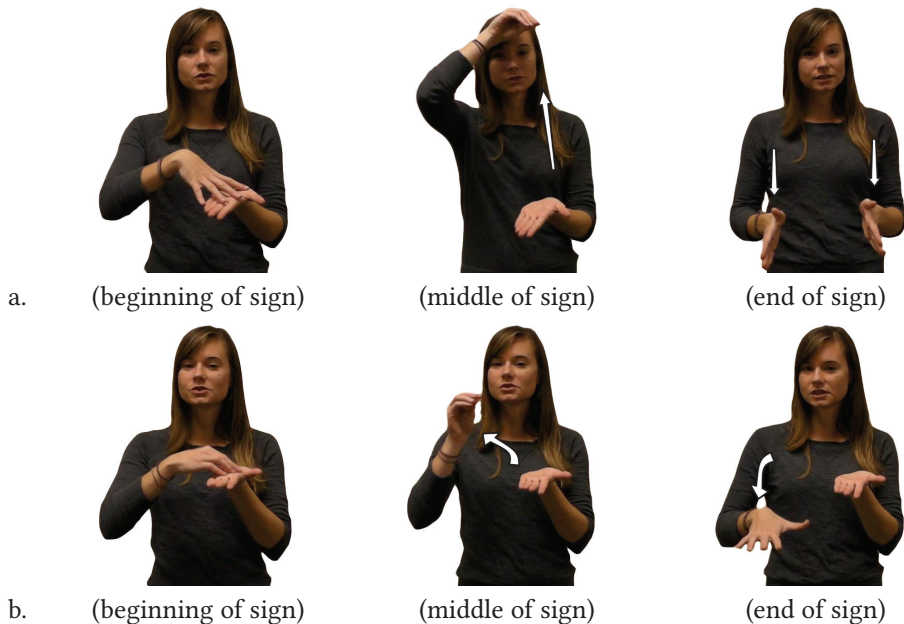 a. (beginning of sign) (middle of sign) (end of sign)
b. (beginning of sign) (middle of sign) (end of sign)